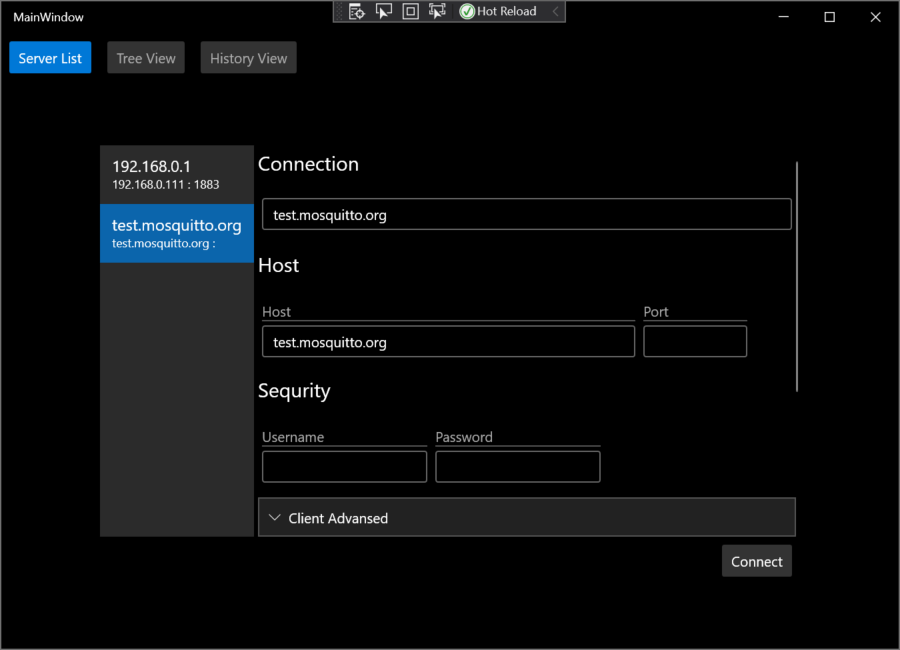 MainWindow
Hot Reload
Server List
Tree View
History View
192.168.0.1
192.168.0.111 : 1883
test.mosquitto.org
test.mosquitto.org :
Connection
test.mosquitto.org
Host
Host
Port
test.mosquitto.org
Sequrity
Username
Password
Client Advansed
Connect